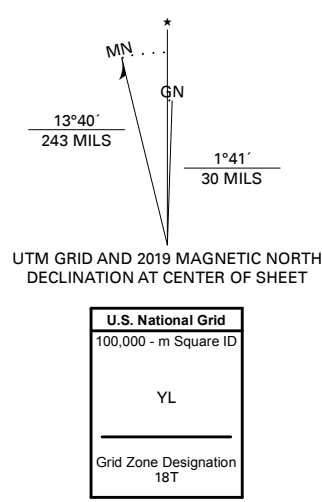 ★
MN
GN
13°40´
243 MILS
1°41´
30 MILS
UTM GRID AND 2019 MAGNETIC NORTH
DECLINATION AT CENTER OF SHEET
U.S. National Grid
100,000 - m Square ID
YL
Grid Zone Designation
18T